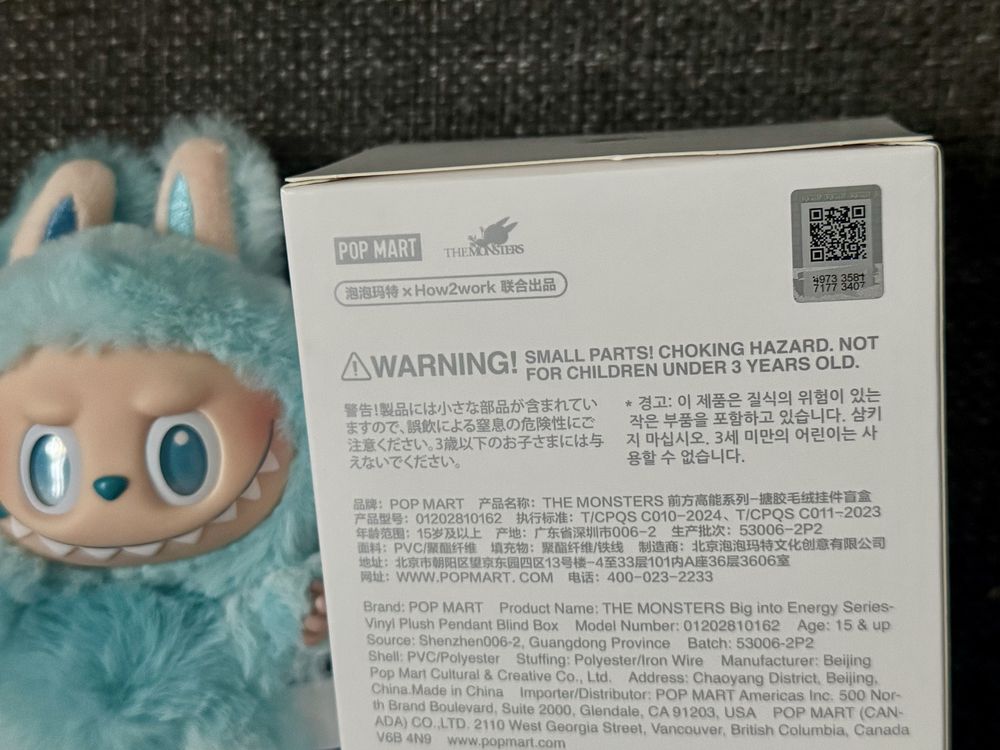 POP MART
THE MONSTERS
泡泡玛特×How2work 联合出品
4973 3581
7177 3407
WARNING! SMALL PARTS! CHOKING HAZARD. NOT
FOR CHILDREN UNDER 3 YEARS OLD.
警告!製品には小さな部品が含まれてい
ますので、誤飲による窒息の危険性にご
注意ください。3歳以下のお子さまには与
えないでください。
* 경고: 이 제품은 질식의 위험이 있는
작은 부품을 포함하고 있습니다. 삼키
지 마십시오. 3세 미만의 어린이는 사
용할 수 없습니다.
品牌: POP MART 产品名称: THE MONSTERS 前方高能系列-搪胶毛绒挂件盲盒
产品型号: 01202810162 执行标准: T/CPQS C010-2024、T/CPQS C011-2023
年龄范围: 15岁及以上 产地: 广东省深圳市006-2 生产批次: 53006-2P2
面料: PVC/聚酯纤维 填充物: 聚酯纤维/铁线 制造商: 北京泡泡玛特文化创意有限公司
地址: 北京市朝阳区望京东园四区13号楼-4至33层101内A座36层3606室
网址: WWW.POPMART.COM 电话: 400-023-2233
Brand: POP MART Product Name: THE MONSTERS Big into Energy Series-
Vinyl Plush Pendant Blind Box Model Number: 01202810162 Age: 15 & up
Source: Shenzhen006-2, Guangdong Province Batch: 53006-2P2
Shell: PVC/Polyester Stuffing: Polyester/Iron Wire Manufacturer: Beijing
Pop Mart Cultural & Creative Co., Ltd. Address: Chaoyang District, Beijing,
China.Made in China Importer/Distributor: POP MART Americas Inc. 500 Nor-
th Brand Boulevard, Suite 2000, Glendale, CA 91203, USA POP MART (CAN-
ADA) CO.,LTD. 2110 West Georgia Street, Vancouver, British Columbia, Canada
V6B 4N9 www.popmart.com